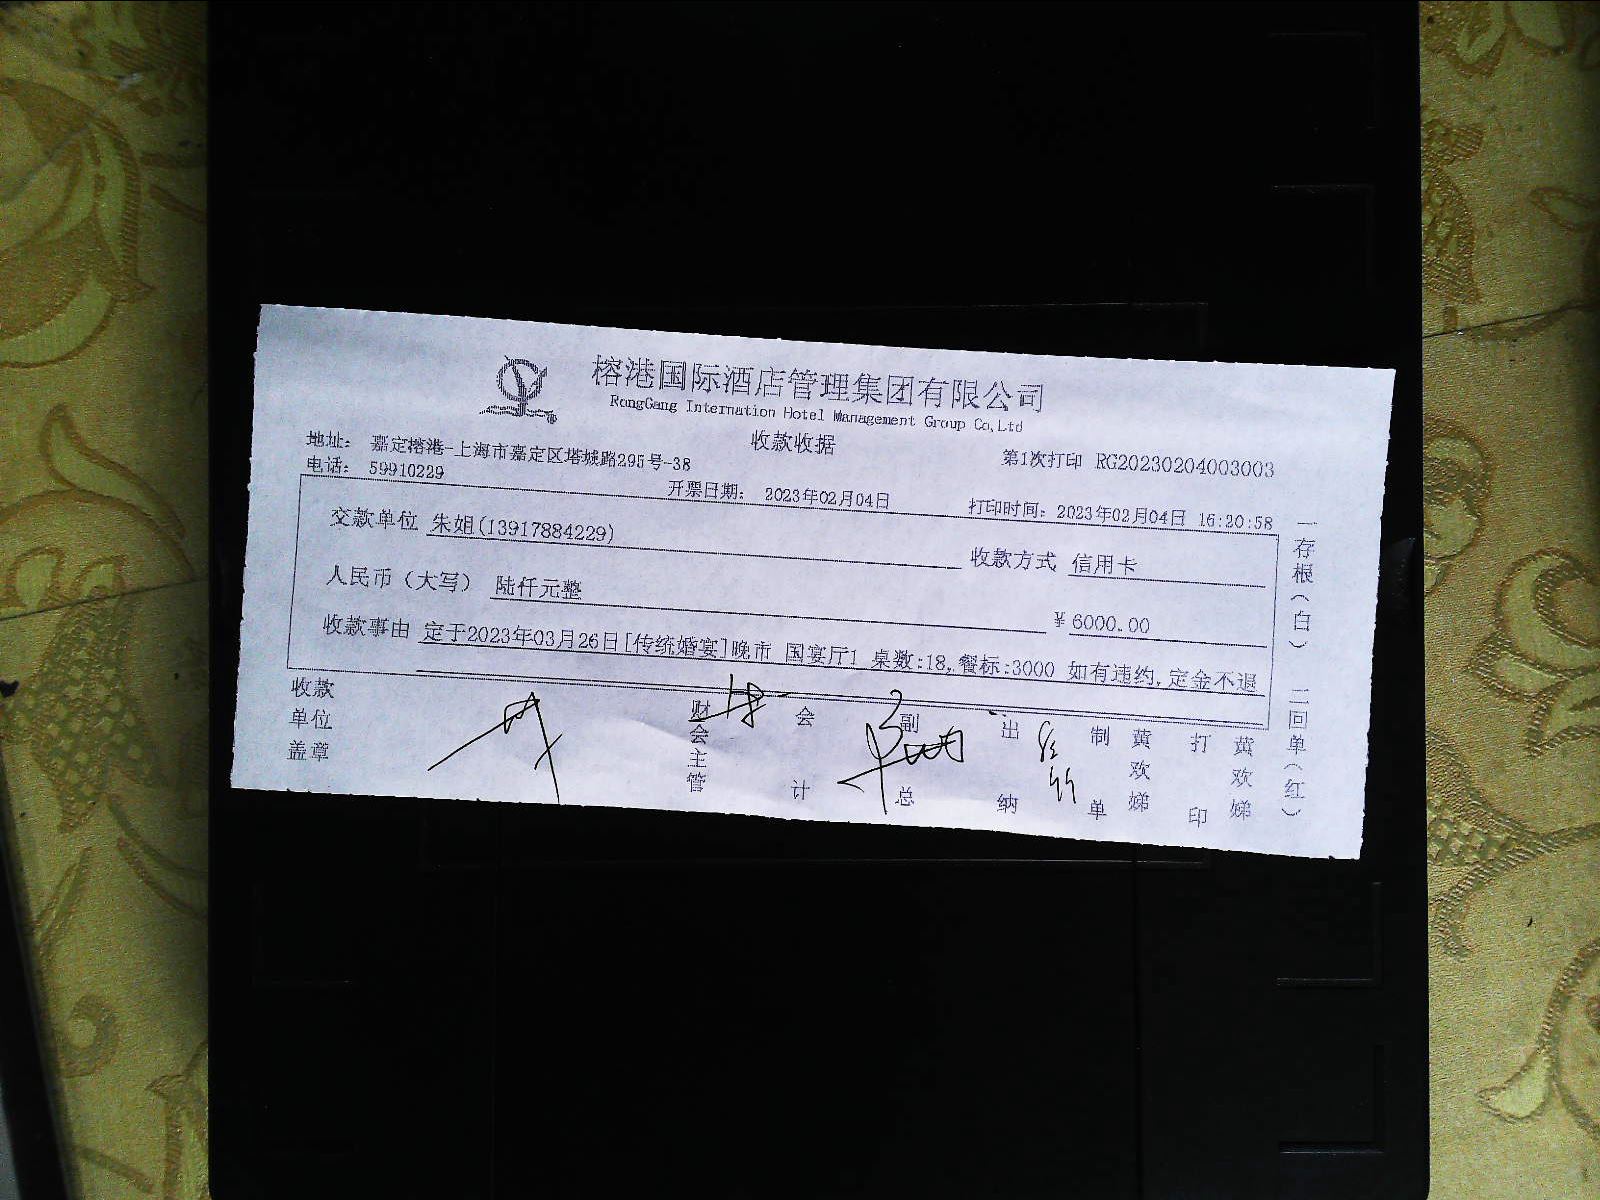 榕港国际酒店管理集团有限公司
RongGang Internation Hotel Management Group Co,Ltd
收款收据
地址： 嘉定榕港-上海市嘉定区塔城路295号-38
第1次打印 RG20230204003003
电话： 59910229
开票日期： 2023年02月04日
打印时间：2023年02月04日 16:20:58
交款单位 朱姐(13917884229)
收款方式 信用卡
人民币（大写） 陆仟元整
¥ 6000.00
收款事由 定于2023年03月26日[传统婚宴]晚市 国宴厅1 桌数:18,餐标:3000 如有违约,定金不退
收款单位盖章
财会主管
会计
副总
出纳
制单 黄欢娣
打印 黄欢娣
一存根（白） 二回单（红）